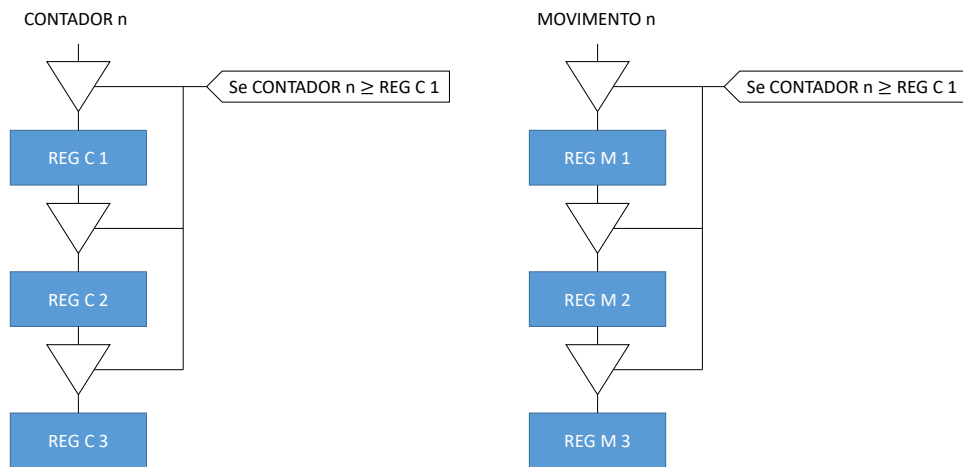 CONTADOR n
Se CONTADOR n ≥ REG C 1
REG C 1
REG C 2
REG C 3
MOVIMENTO n
Se CONTADOR n ≥ REG C 1
REG M 1
REG M 2
REG M 3